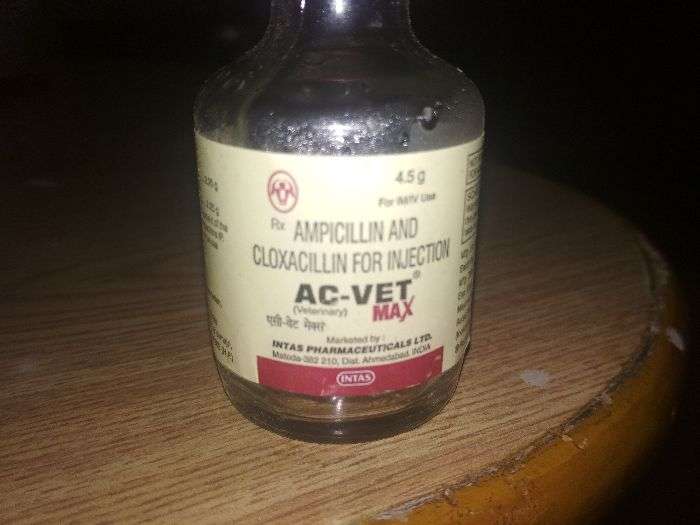 4.5 g
For IM/IV Use
Rx AMPICILLIN AND
CLOXACILLIN FOR INJECTION
AC-VET®
(Veterinary) MAX
एसी-वेट मेक्स
Marketed by :
INTAS PHARMACEUTICALS LTD.
Matoda-382 210, Dist. Ahmedabad. INDIA
INTAS